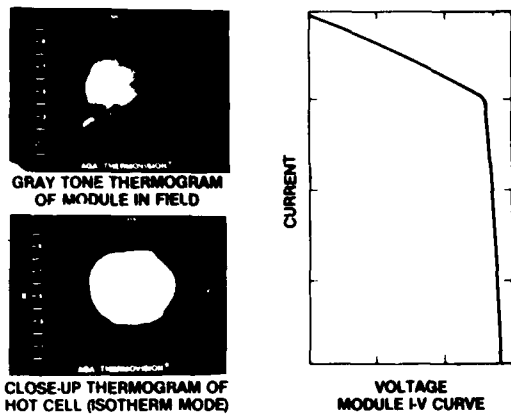 AGA THERMOVISION
GRAY TONE THERMOGRAM
OF MODULE IN FIELD
AGA THERMOVISION
CLOSE-UP THERMOGRAM OF
HOT CELL (ISOTHERM MODE)
CURRENT
VOLTAGE
MODULE I-V CURVE